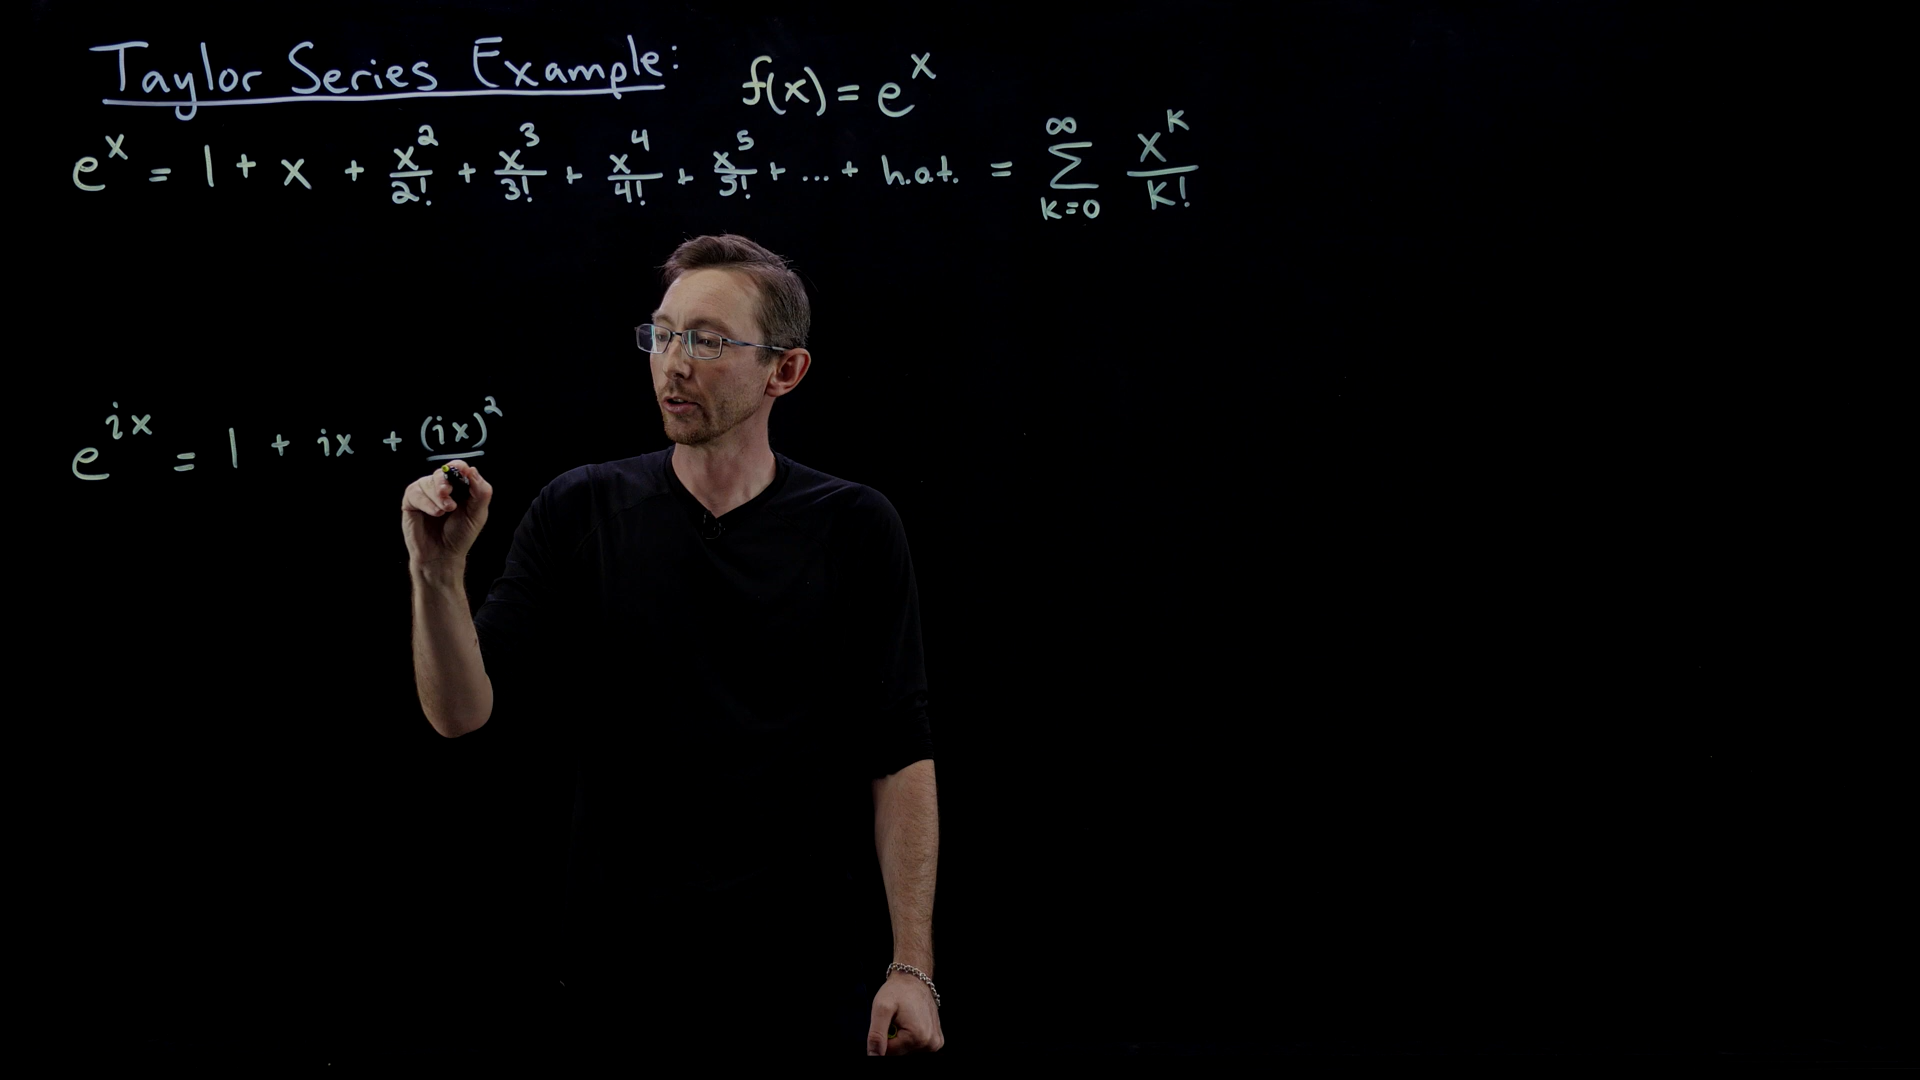 Taylor Series Example: f(x) = e^x
e^x = 1 + x + x^2/2! + x^3/3! + x^4/4! + x^5/5! + ... + h.o.t. = ∑_{k=0}^{∞} x^k/k!
e^{ix} = 1 + ix + (ix)^2